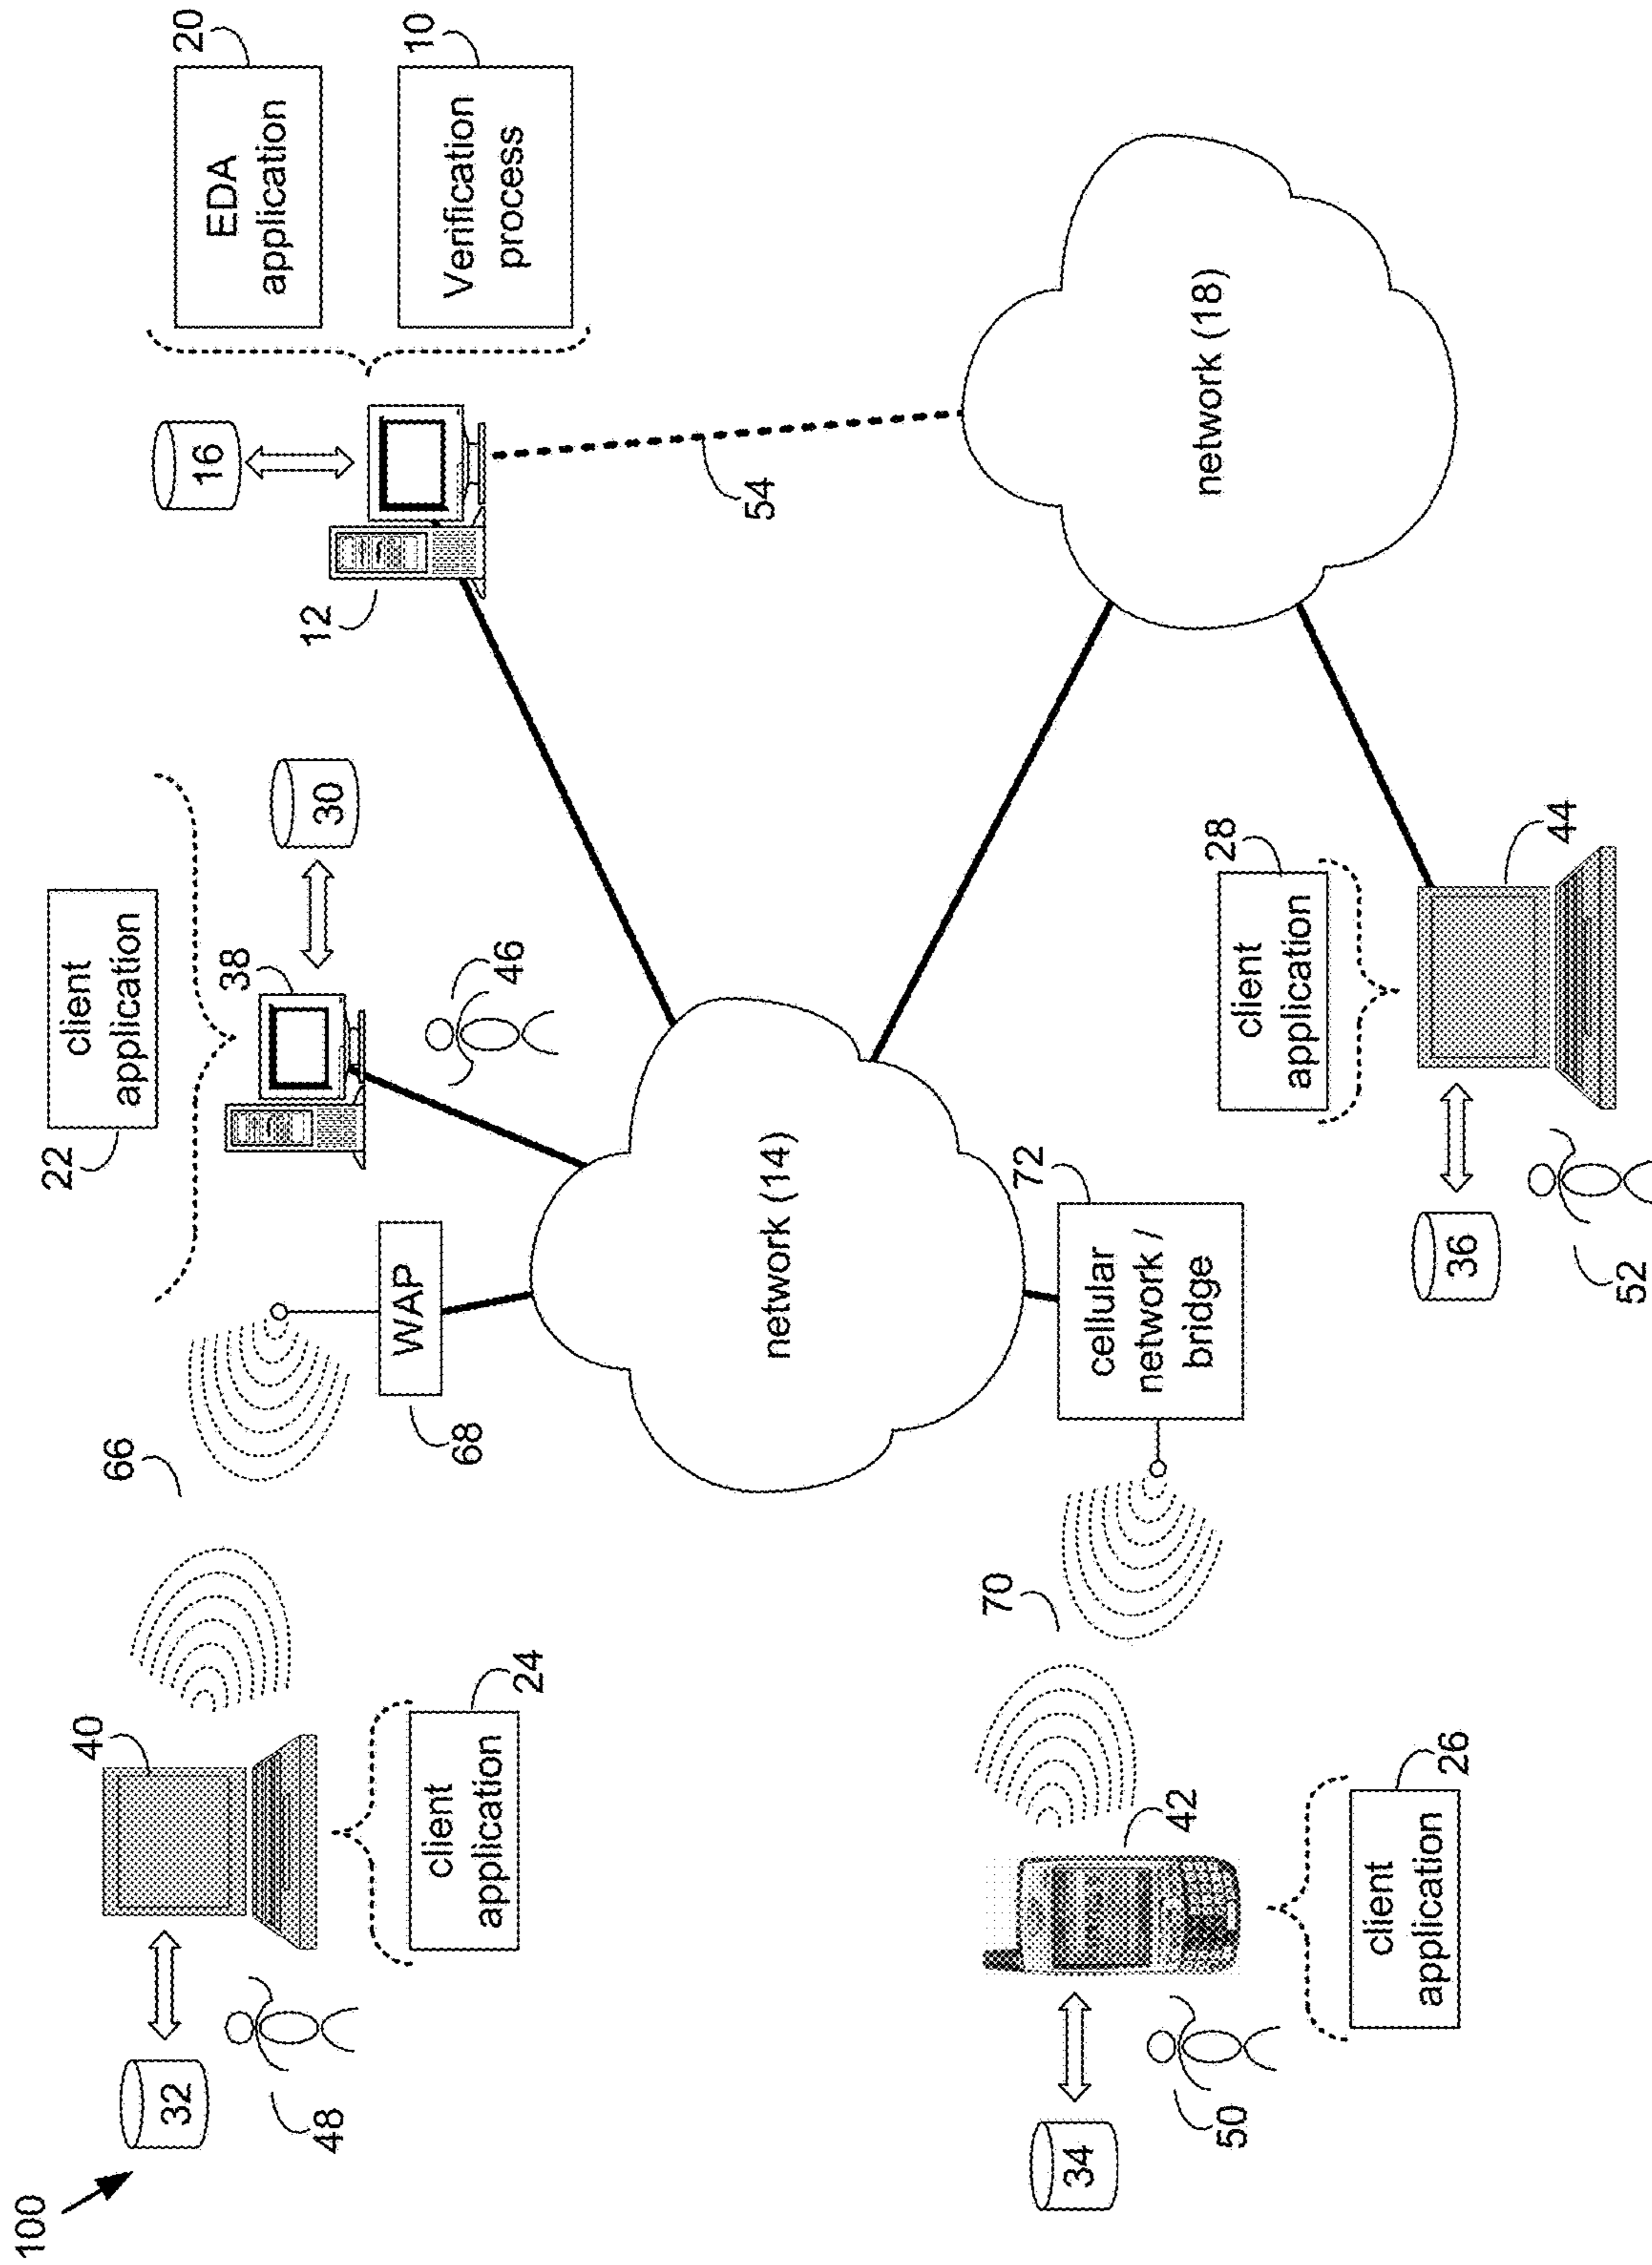 100
22
client
application
40
66
32
20
EDA
application
16
38
30
12
48
WAP
10
Verification
process
client
application
24
68
46
54
network (14)
70
72
34
cellular
network /
bridge
42
network (18)
50
28
client
application
client
application
26
36
44
52